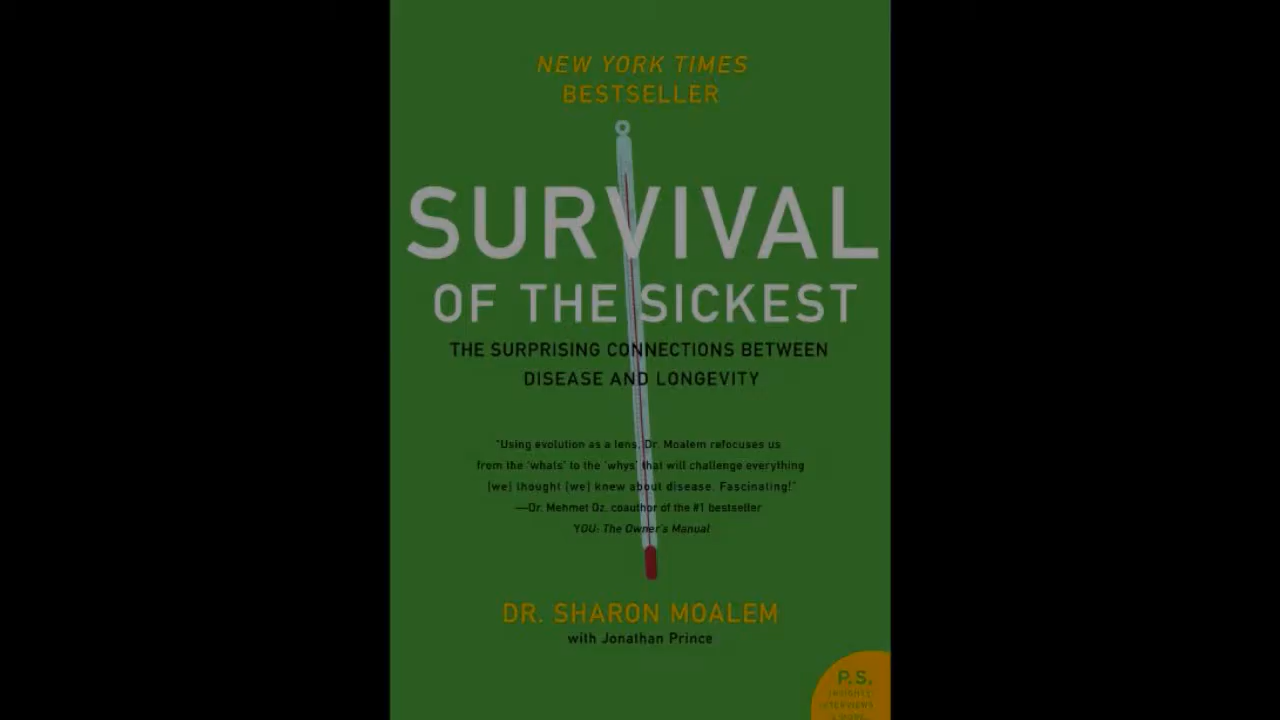 NEW YORK TIMES
BESTSELLER
SURVIVAL
OF THE SICKEST
THE SURPRISING CONNECTIONS BETWEEN
DISEASE AND LONGEVITY
"Using evolution as a lens, Dr. Moalem refocuses us
from the 'whats' to the 'whys' that will challenge everything
(we) thought (we) knew about disease. Fascinating!"
—Dr. Mehmet Oz, coauthor of the #1 bestseller
YOU: The Owner's Manual
DR. SHARON MOALEM
with Jonathan Prince
P.S.
INSIGHTS
INTERVIEWS
& MORE...